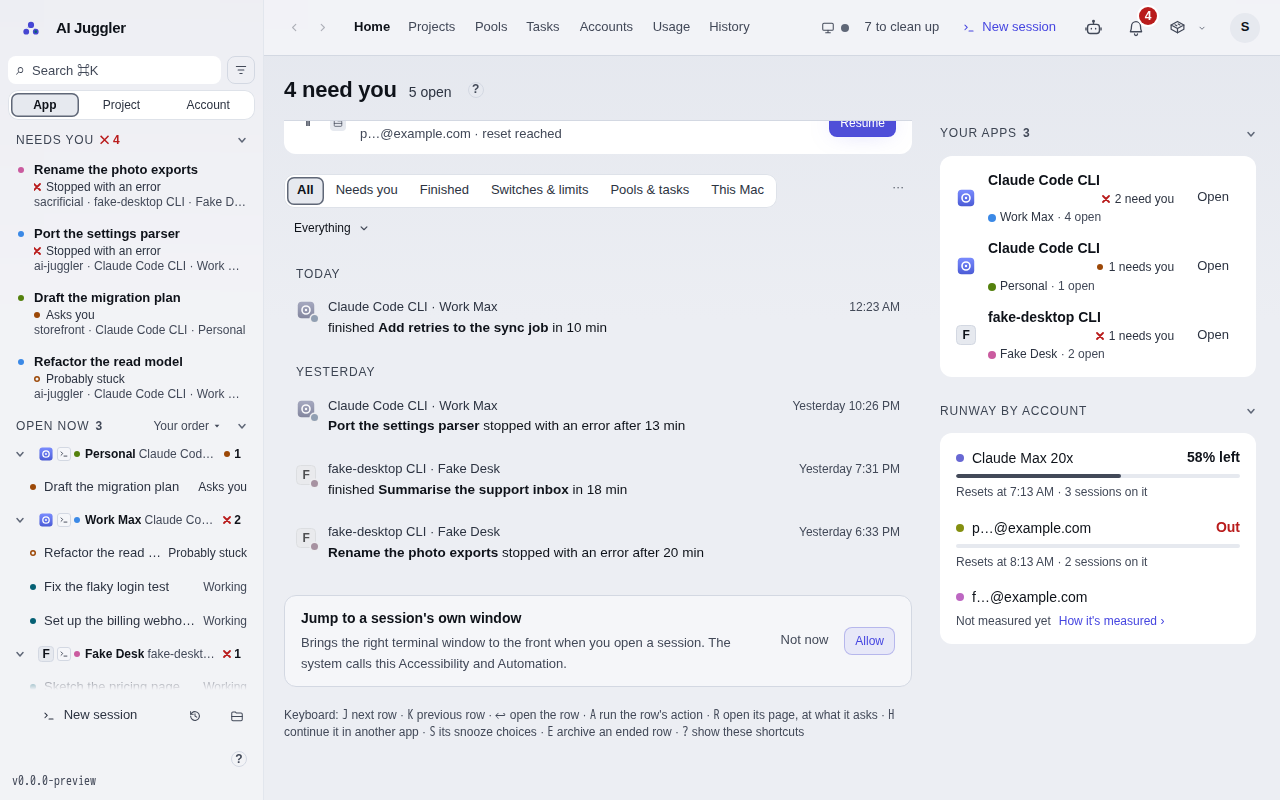 AI Juggler
Search ⌘K
App Project Account
NEEDS YOU 4
Rename the photo exports
Stopped with an error
sacrificial · fake-desktop CLI · Fake D…
Port the settings parser
Stopped with an error
ai-juggler · Claude Code CLI · Work …
Draft the migration plan
Asks you
storefront · Claude Code CLI · Personal
Refactor the read model
Probably stuck
ai-juggler · Claude Code CLI · Work …
OPEN NOW 3 Your order
Personal Claude Cod… 1
Draft the migration plan Asks you
Work Max Claude Co… 2
Refactor the read … Probably stuck
Fix the flaky login test Working
Set up the billing webho… Working
F Fake Desk fake-deskt… 1
Sketch the pricing page Working
New session
?
v0.0.0-preview
Home Projects Pools Tasks Accounts Usage History
7 to clean up New session 4 S
4 need you 5 open ?
p…@example.com · reset reached Resume
All Needs you Finished Switches & limits Pools & tasks This Mac …
Everything
TODAY
Claude Code CLI · Work Max 12:23 AM
finished Add retries to the sync job in 10 min
YESTERDAY
Claude Code CLI · Work Max Yesterday 10:26 PM
Port the settings parser stopped with an error after 13 min
F fake-desktop CLI · Fake Desk Yesterday 7:31 PM
finished Summarise the support inbox in 18 min
F fake-desktop CLI · Fake Desk Yesterday 6:33 PM
Rename the photo exports stopped with an error after 20 min
Jump to a session's own window
Brings the right terminal window to the front when you open a session. The
system calls this Accessibility and Automation.
Not now Allow
Keyboard: J next row · K previous row · ↩ open the row · A run the row's action · R open its page, at what it asks · H
continue it in another app · S its snooze choices · E archive an ended row · ? show these shortcuts
YOUR APPS 3
Claude Code CLI
2 need you Open
Work Max · 4 open
Claude Code CLI
1 needs you Open
Personal · 1 open
fake-desktop CLI
F 1 needs you Open
Fake Desk · 2 open
RUNWAY BY ACCOUNT
Claude Max 20x 58% left
Resets at 7:13 AM · 3 sessions on it
p…@example.com Out
Resets at 8:13 AM · 2 sessions on it
f…@example.com
Not measured yet How it's measured ›